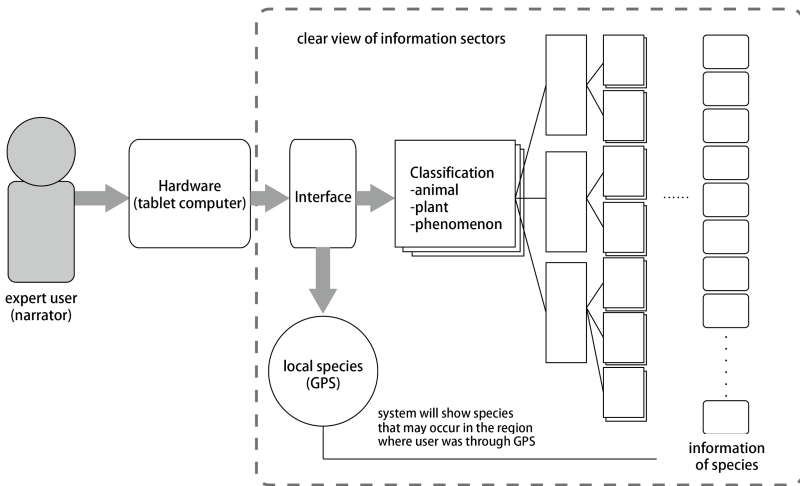 clear view of information sectors
expert user
(narrator)
Hardware
(tablet computer)
Interface
Classification
-animal
-plant
-phenomenon
local species
(GPS)
system will show species
that may occur in the region
where user was through GPS
information
of species